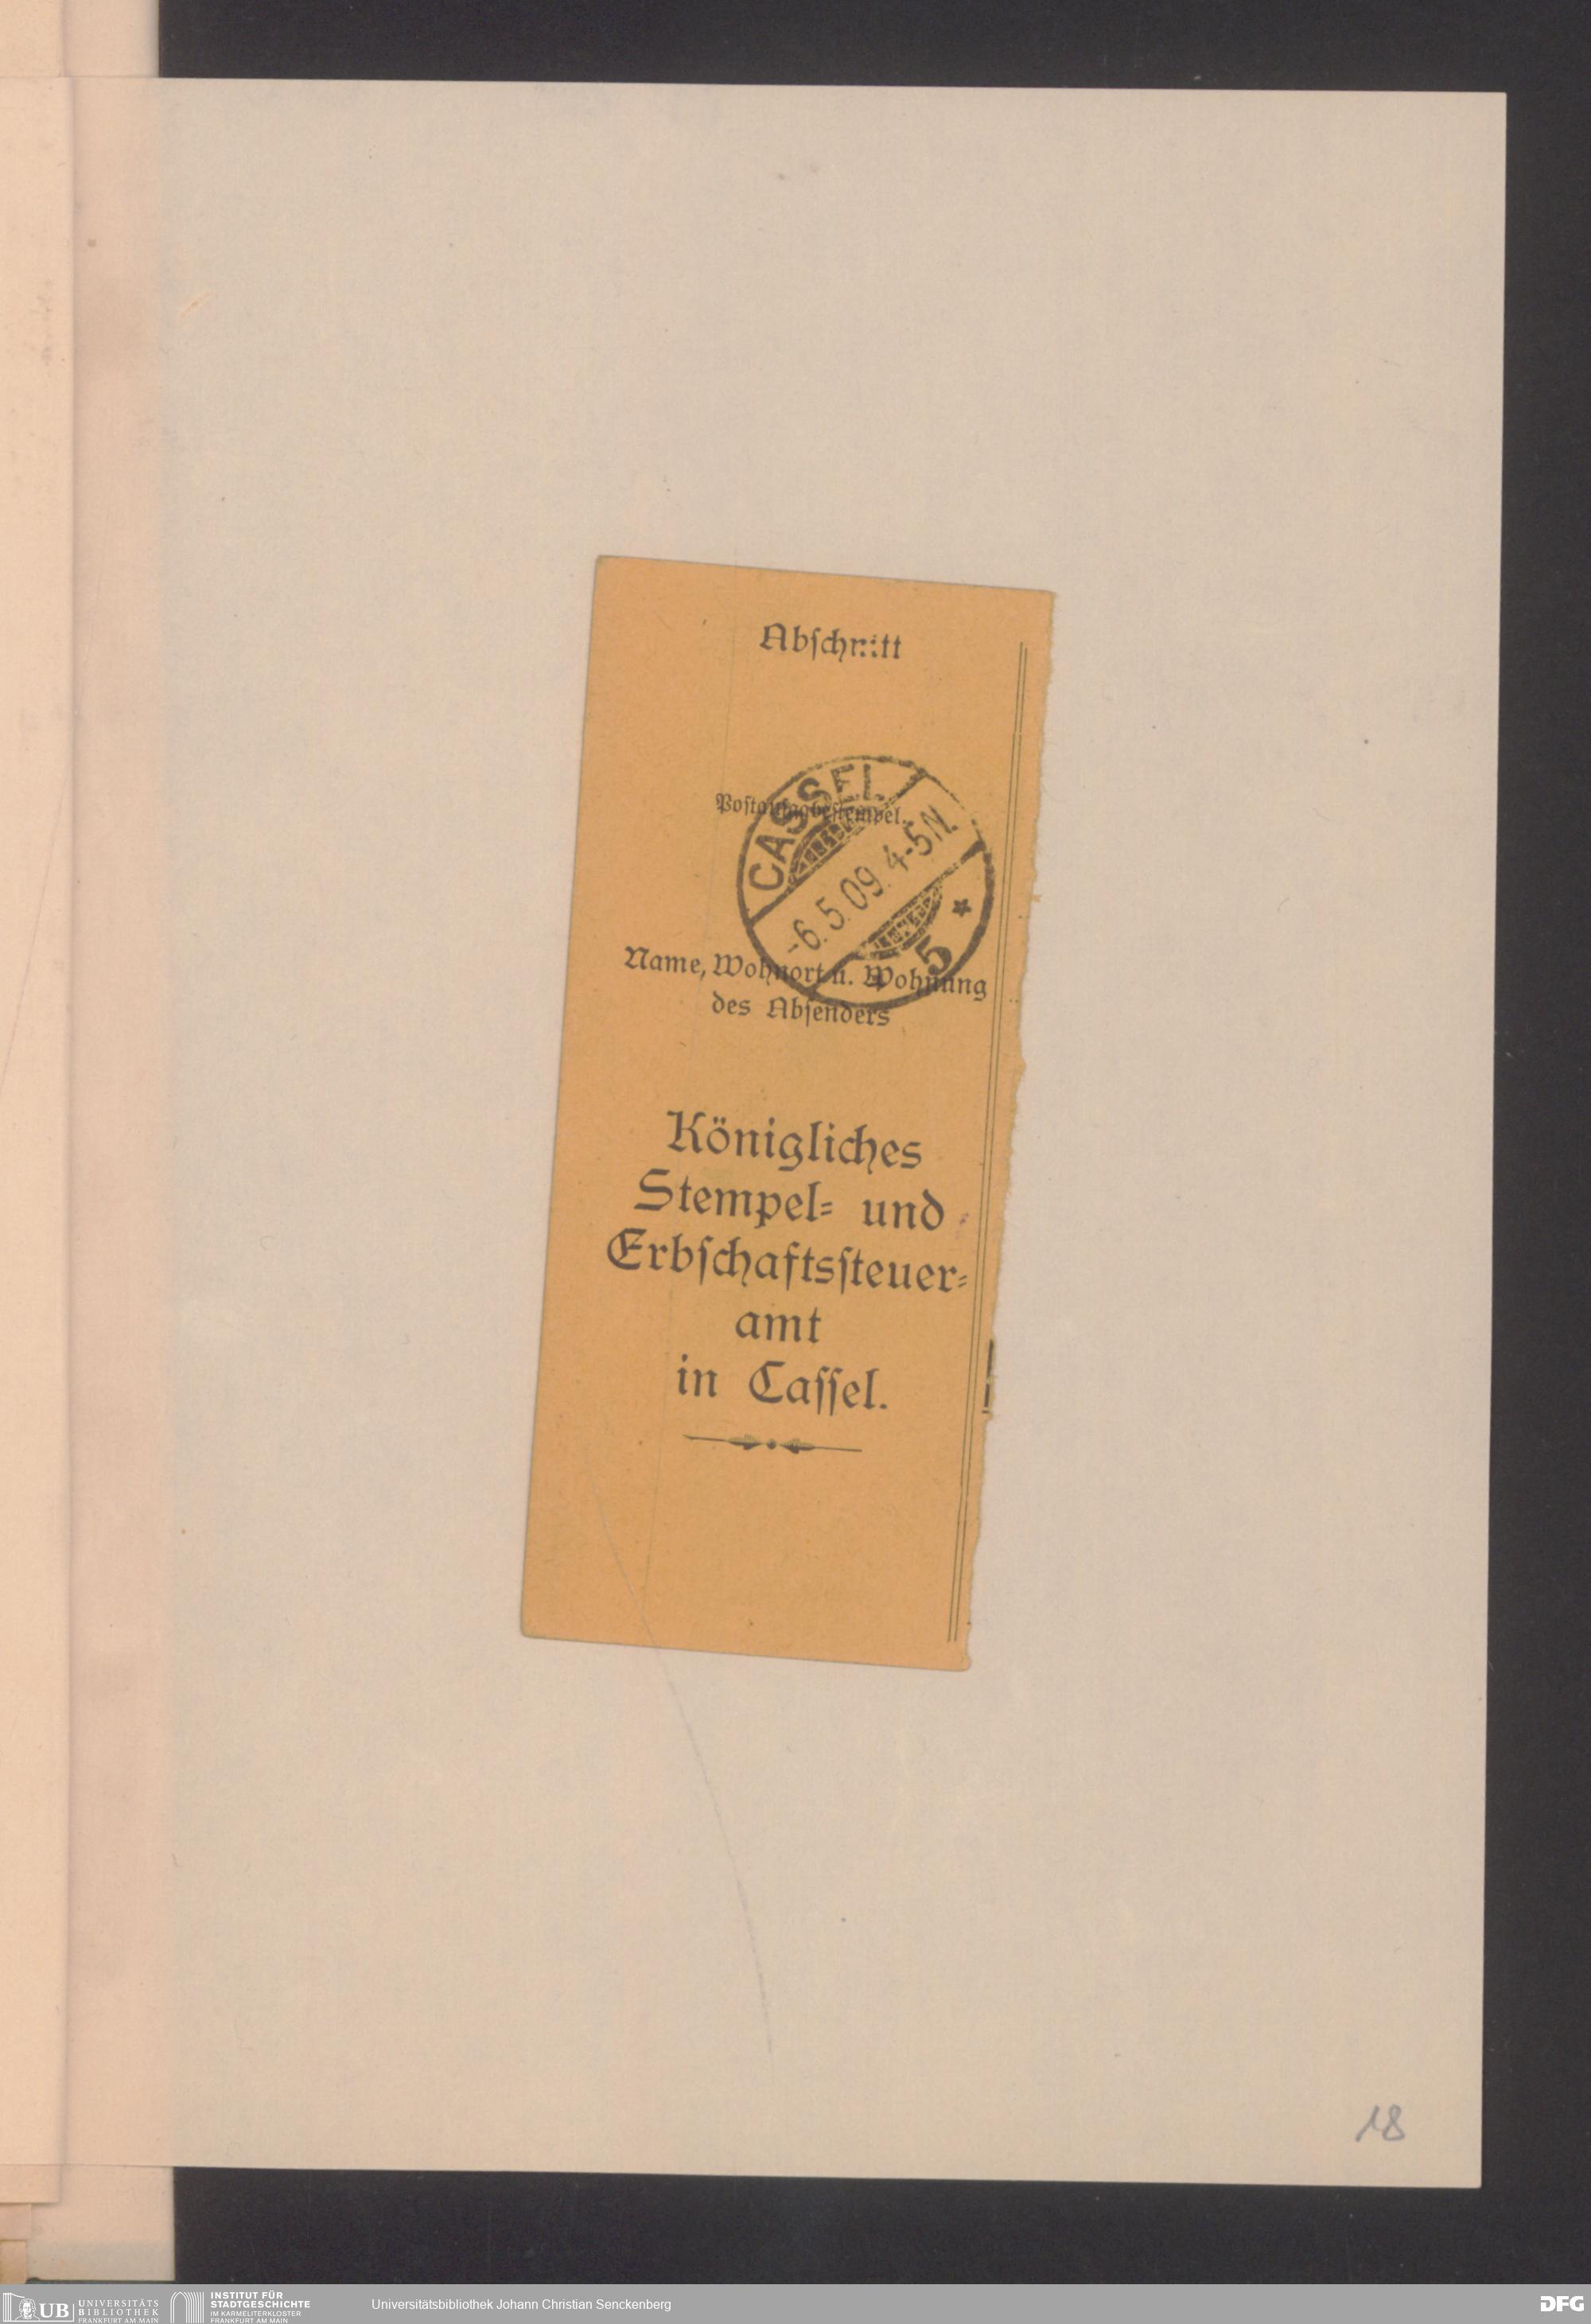 Abschnitt
Postaufgabestempel.
CASSEL
-6.5.09. 4-5N.
* 5
Name, Wohnort u. Wohnung
des Absenders
Königliches
Stempel= und
Erbschaftssteuer=
amt
in Cassel.
18
UB UNIVERSITÄTS
BIBLIOTHEK
FRANKFURT AM MAIN
INSTITUT FÜR
STADTGESCHICHTE
IM KARMELITERKLOSTER
FRANKFURT AM MAIN
Universitätsbibliothek Johann Christian Senckenberg
DFG